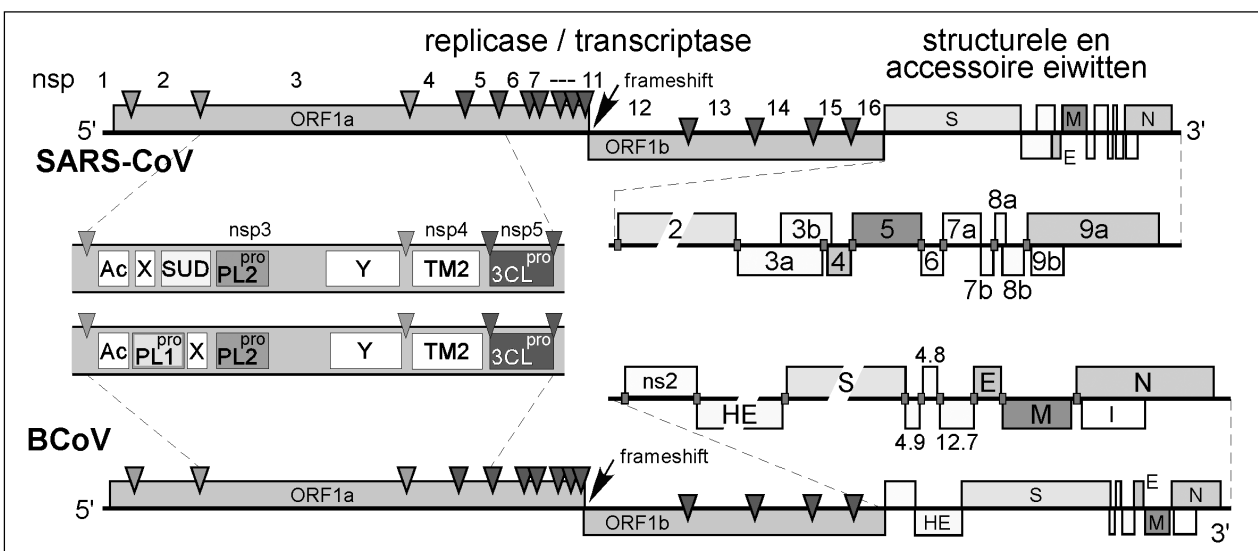 replicase / transcriptase
structurele en
accessoire eiwitten
nsp 1 2 3 4 5 6 7 --- 11 frameshift
12 13 14 15 16
5' ORF1a ORF1b S E M N 3'
SARS-CoV
nsp3 nsp4 nsp5
Ac X SUD PL2pro Y TM2 3CLpro
8a
2 3b 5 7a 9a
3a 4 6 9b
7b 8b
Ac PL1pro X PL2pro Y TM2 3CLpro
4.8
ns2 S E N
HE M I
4.9 12.7
BCoV
frameshift
5' ORF1a ORF1b HE S E M N 3'